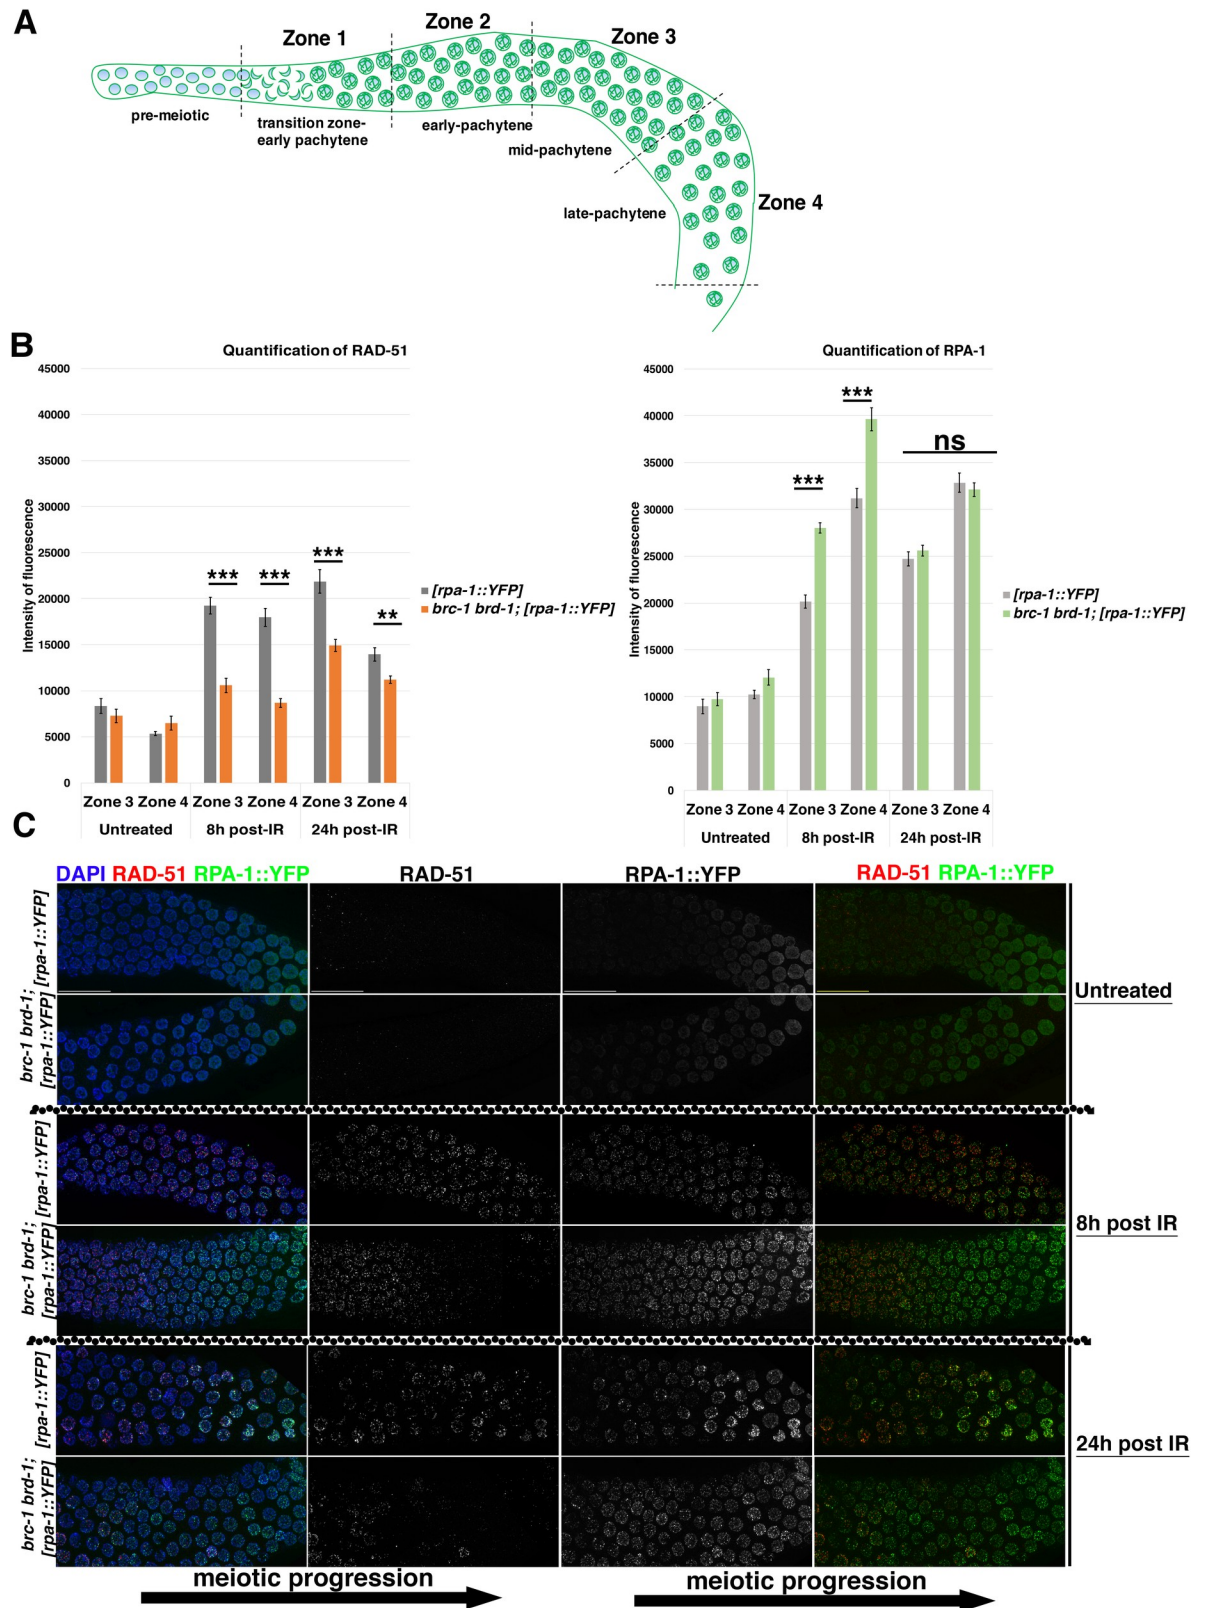 A
Zone 1
Zone 2
Zone 3
Zone 4
pre-meiotic
transition zone-
early pachytene
early-pachytene
mid-pachytene
late-pachytene
B
Quantification of RAD-51
Intensity of fluorescence
45000
40000
35000
30000
25000
20000
15000
10000
5000
0
***
***
***
**
Zone 3 Zone 4 Zone 3 Zone 4 Zone 3 Zone 4
Untreated 8h post-IR 24h post-IR
[rpa-1::YFP]
brc-1 brd-1; [rpa-1::YFP]
Quantification of RPA-1
Intensity of fluorescence
45000
40000
35000
30000
25000
20000
15000
10000
5000
0
***
***
ns
Zone 3 Zone 4 Zone 3 Zone 4 Zone 3 Zone 4
Untreated 8h post-IR 24h post-IR
[rpa-1::YFP]
brc-1 brd-1; [rpa-1::YFP]
C
DAPI RAD-51 RPA-1::YFP
RAD-51
RPA-1::YFP
RAD-51 RPA-1::YFP
[rpa-1::YFP]
brc-1 brd-1;
[rpa-1::YFP]
Untreated
[rpa-1::YFP]
brc-1 brd-1;
[rpa-1::YFP]
8h post IR
[rpa-1::YFP]
brc-1 brd-1;
[rpa-1::YFP]
24h post IR
meiotic progression
meiotic progression